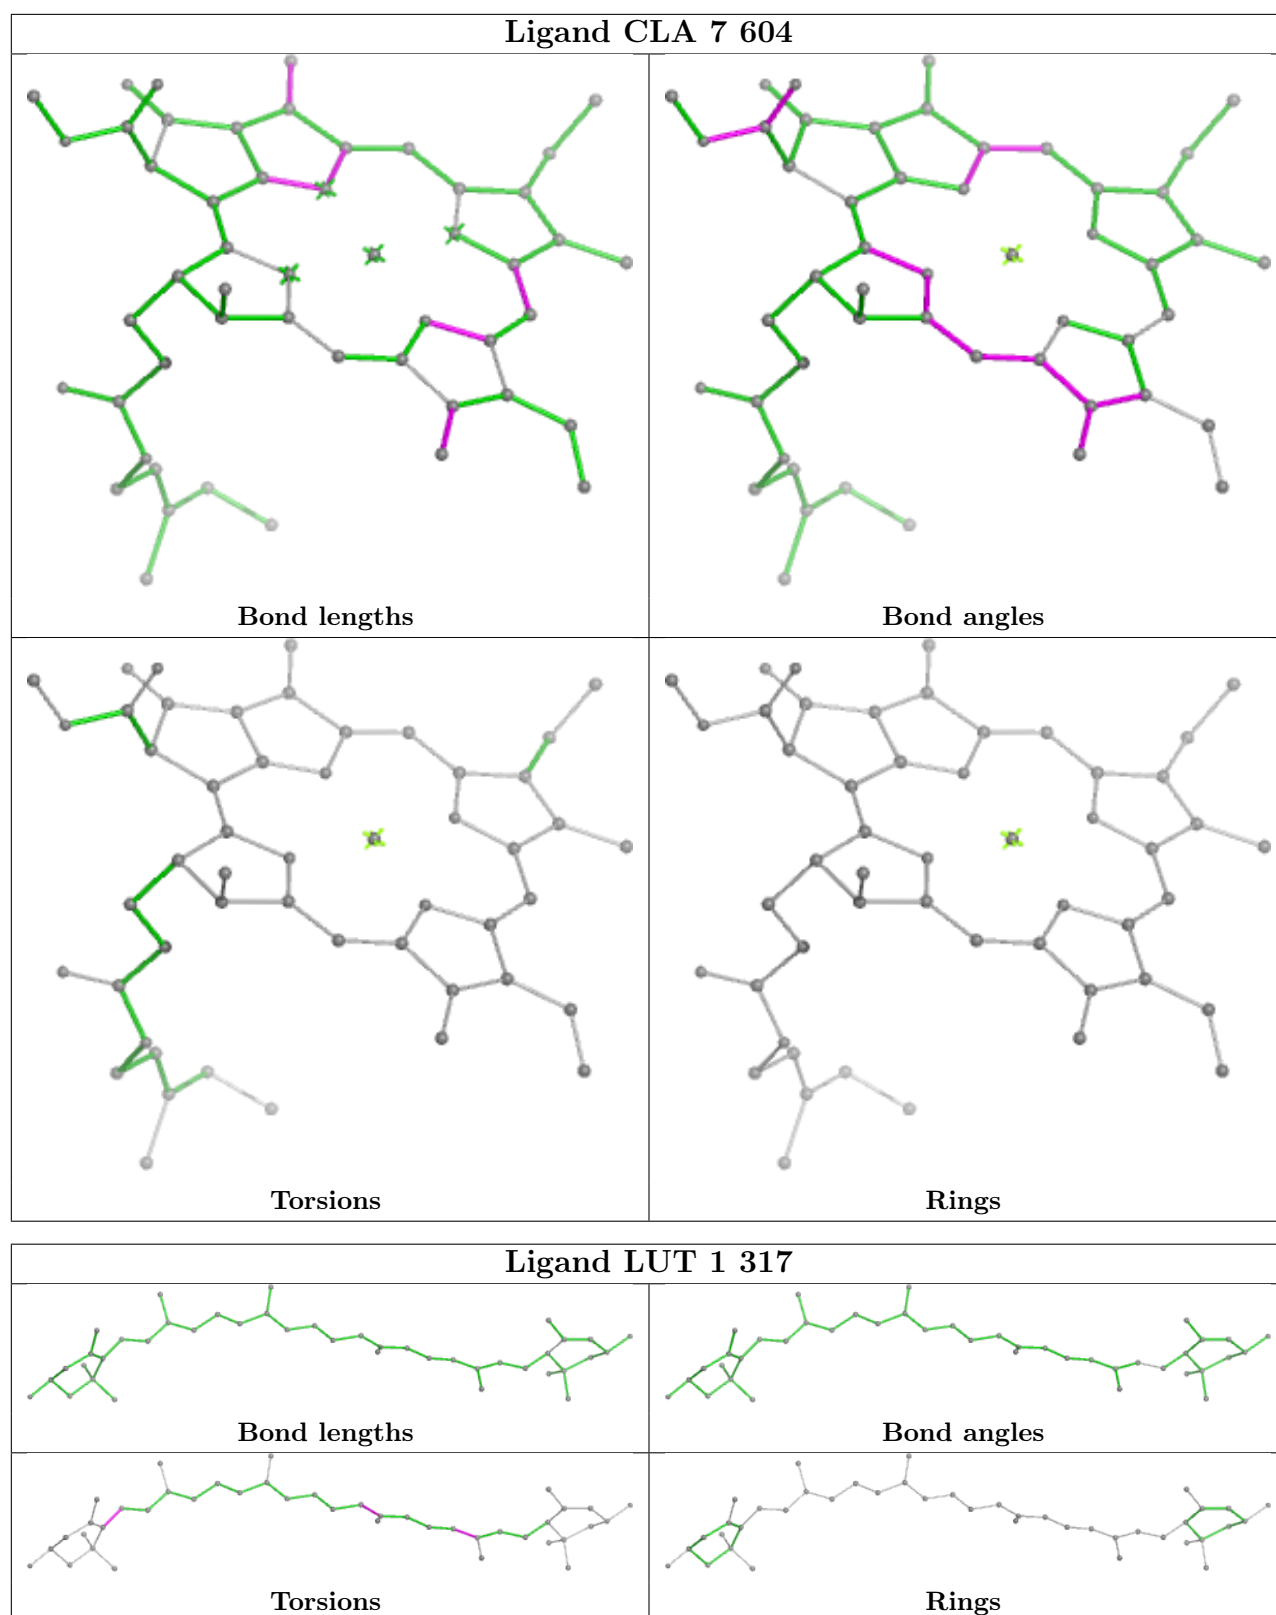 Ligand CLA 7 604
Bond lengths
Bond angles
Torsions
Rings
Ligand LUT 1 317
Bond lengths
Bond angles
Torsions
Rings